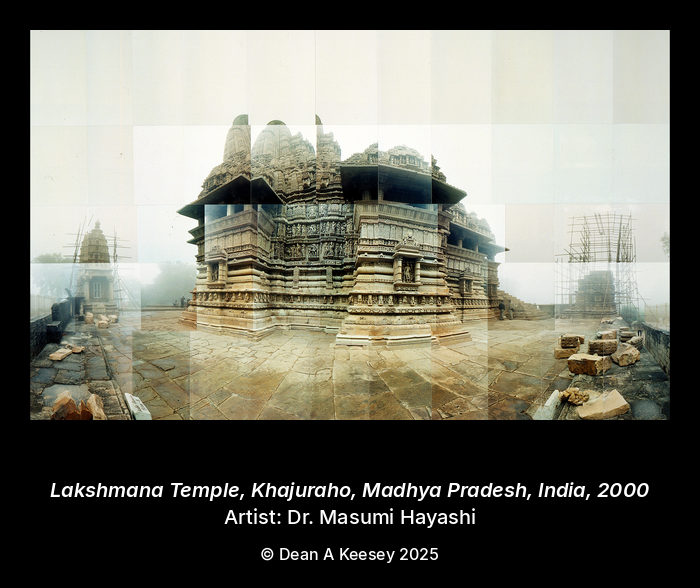 Lakshmana Temple, Khajuraho, Madhya Pradesh, India, 2000
Artist: Dr. Masumi Hayashi
© Dean A Keesey 2025